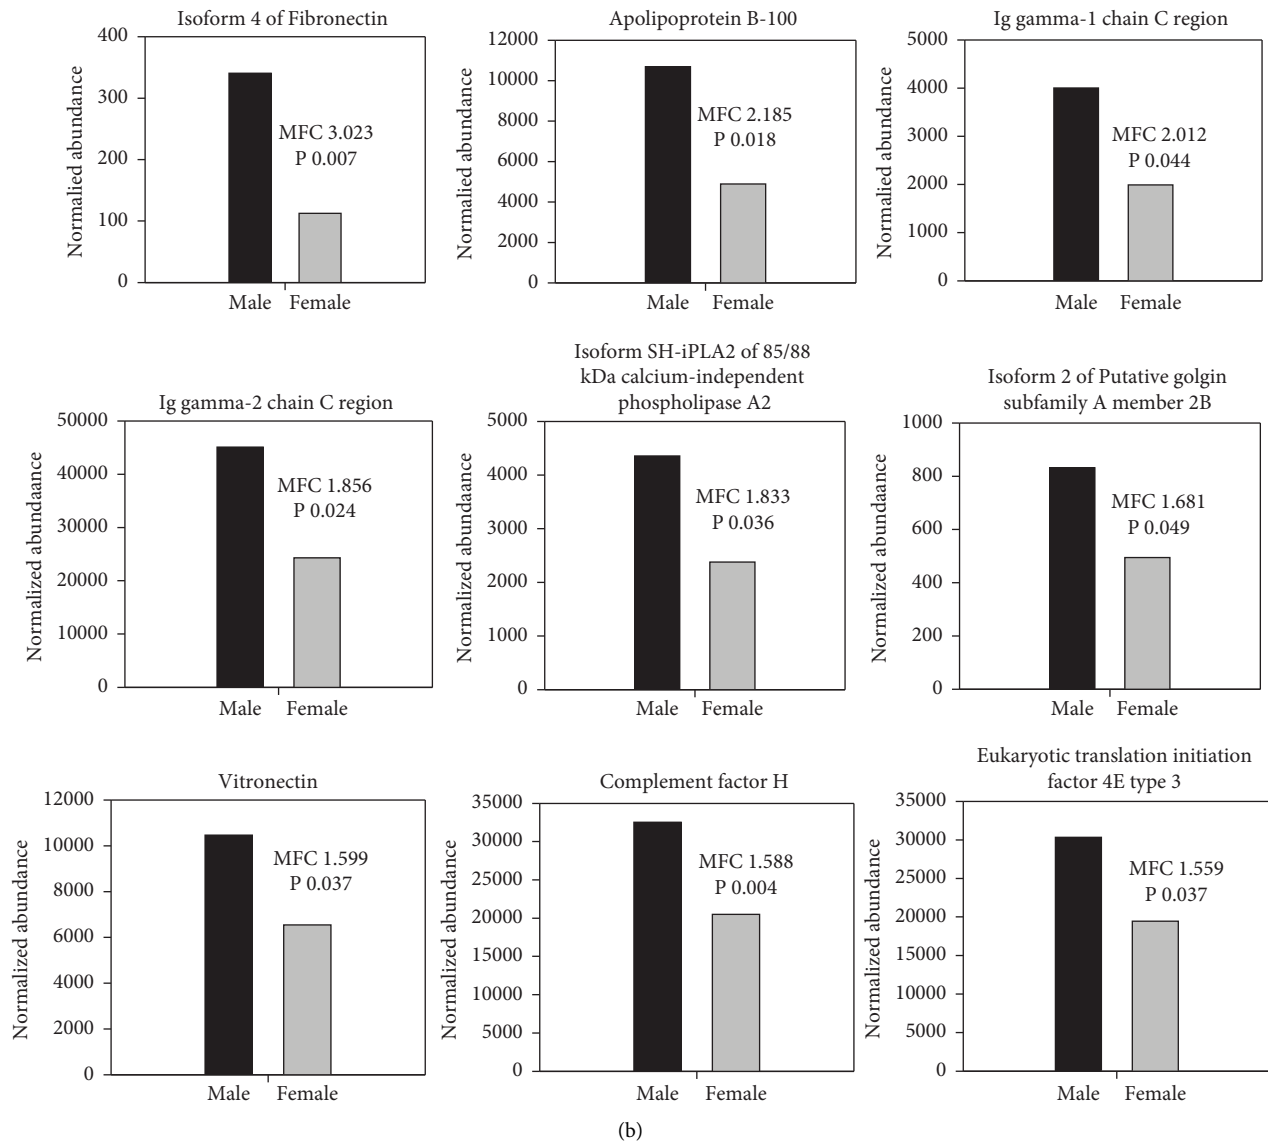 Isoform 4 of Fibronectin
Normalied abundance
400
300
200
100
0
MFC 3.023
P 0.007
Male Female
Apolipoprotein B-100
Normalied abundance
12000
10000
8000
6000
4000
2000
0
MFC 2.185
P 0.018
Male Female
Ig gamma-1 chain C region
Normalied abundance
5000
4000
3000
2000
1000
0
MFC 2.012
P 0.044
Male Female
Ig gamma-2 chain C region
Normalized abundaance
50000
40000
30000
20000
10000
0
MFC 1.856
P 0.024
Male Female
Isoform SH-iPLA2 of 85/88
kDa calcium-independent
phospholipase A2
Normalized abundaance
5000
4000
3000
2000
1000
0
MFC 1.833
P 0.036
Male Female
Isoform 2 of Putative golgin
subfamily A member 2B
Normalized abundaance
1000
800
600
400
200
0
MFC 1.681
P 0.049
Male Female
Vitronectin
Normalized abundance
12000
10000
8000
6000
4000
2000
0
MFC 1.599
P 0.037
Male Female
Complement factor H
Normalized abundance
35000
30000
25000
20000
15000
10000
5000
0
MFC 1.588
P 0.004
Male Female
Eukaryotic translation initiation
factor 4E type 3
Normalized abundance
35000
30000
25000
20000
15000
10000
5000
0
MFC 1.559
P 0.037
Male Female
(b)